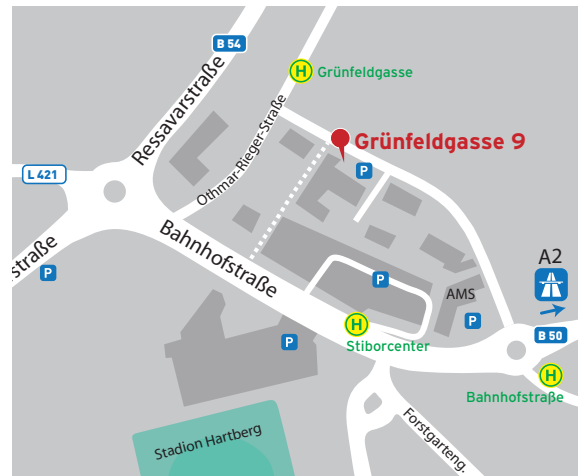 B 54
Grünfeldgasse
Ressavarstraße
Grünfeldgasse 9
P
L 421
Othmar-Rieger-Straße
Bahnhofstraße
straße
P
A2
P
AMS
P
P
B 50
H
H
Stiborcenter
P
H
Bahnhofstraße
Forstgarteng.
Stadion Hartberg